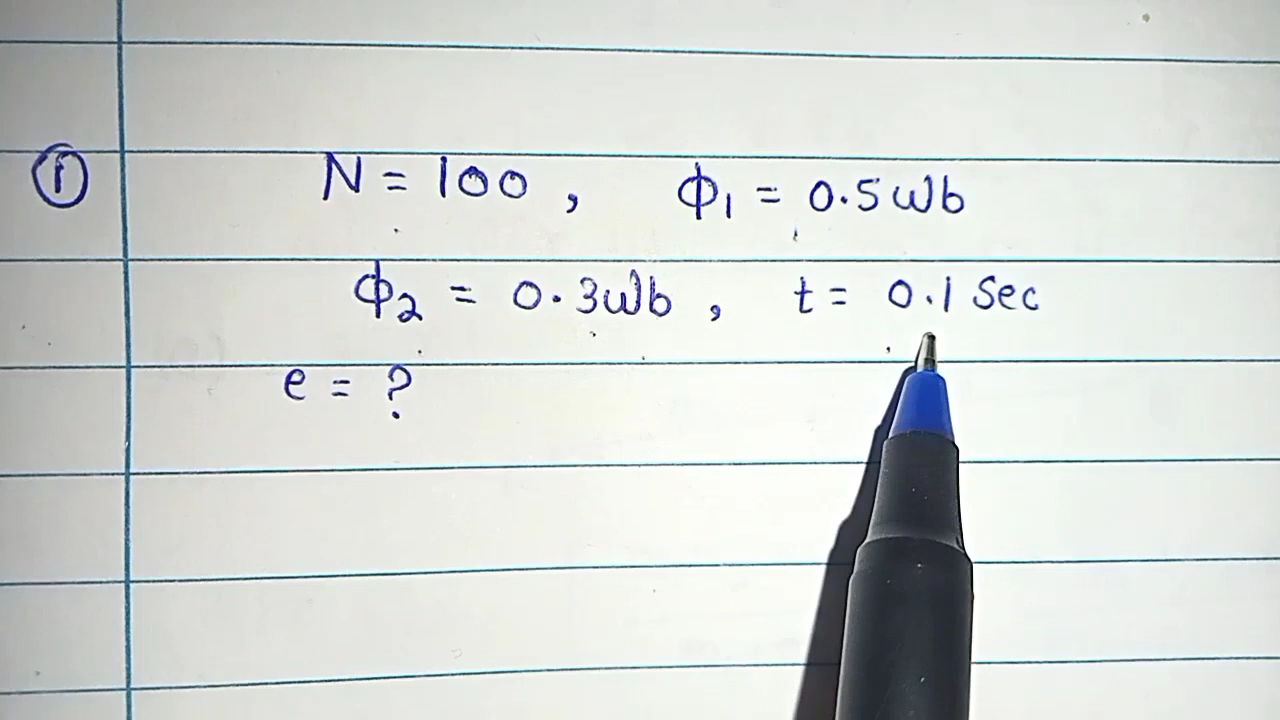 ① N = 100 , ϕ1 = 0.5 wb
ϕ2 = 0.3 wb , t = 0.1 sec
e = ?